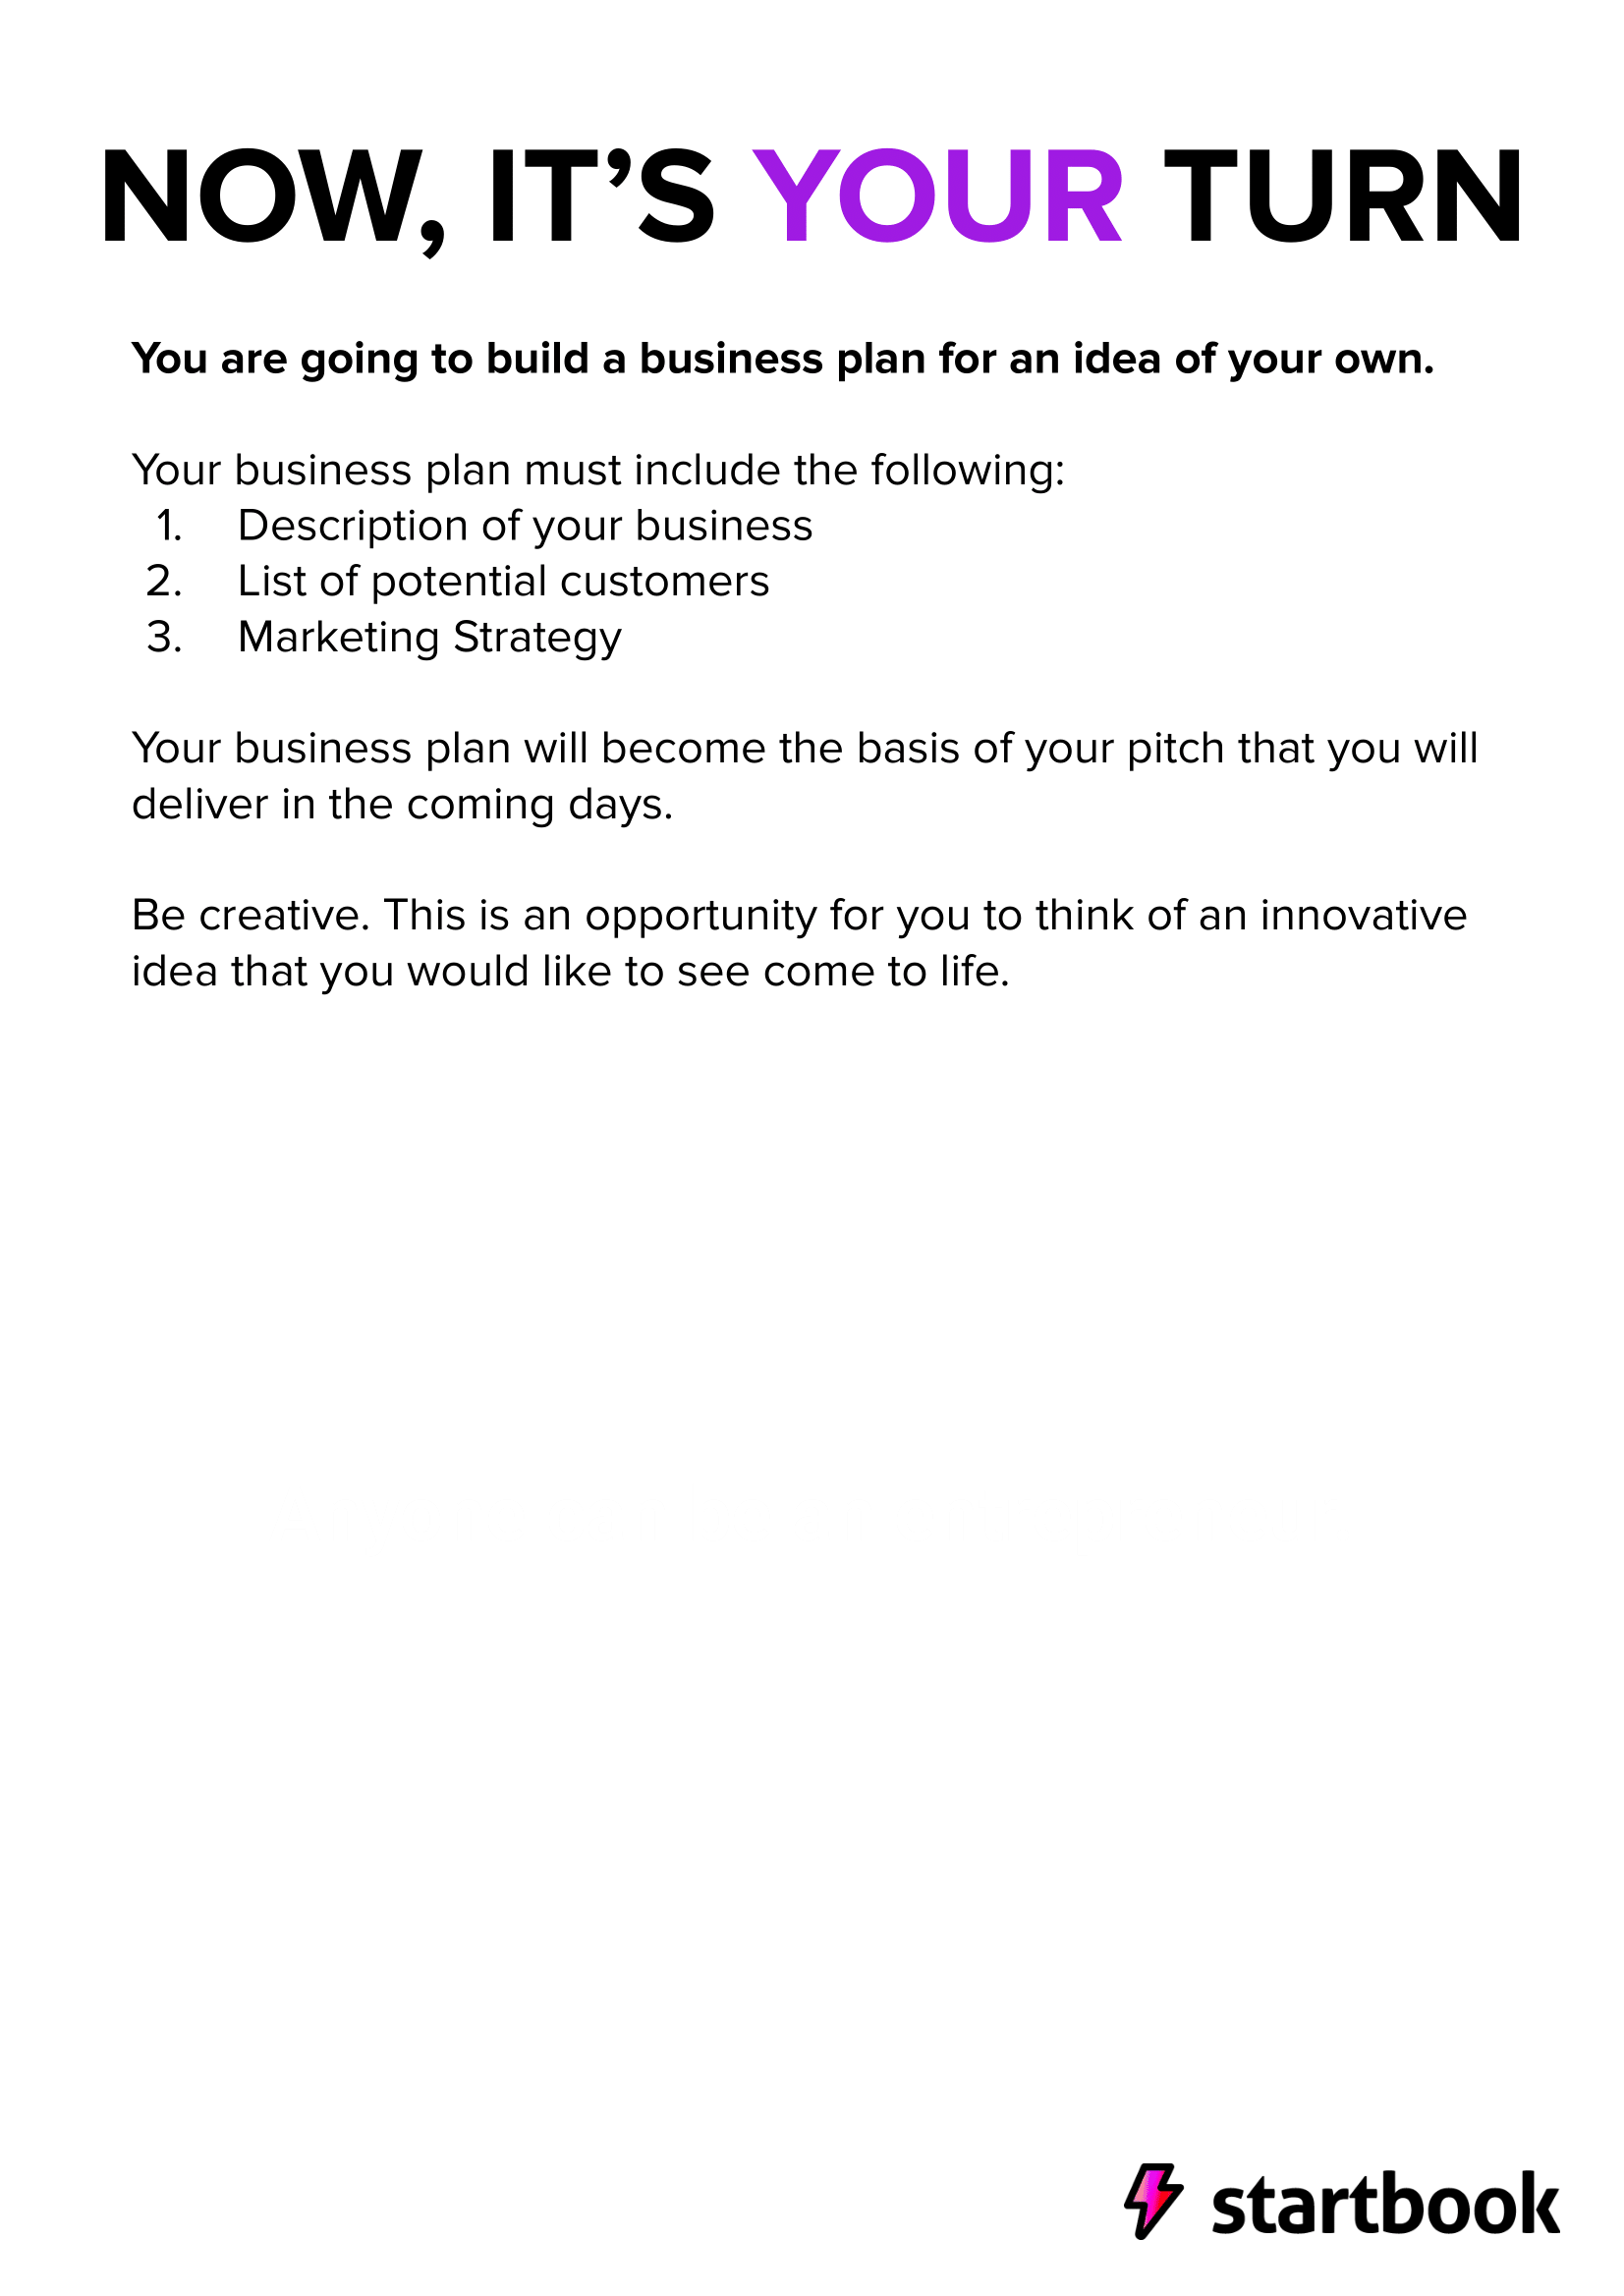 NOW, IT’S YOUR TURN
You are going to build a business plan for an idea of your own.
Your business plan must include the following:
1. Description of your business
2. List of potential customers
3. Marketing Strategy
Your business plan will become the basis of your pitch that you will
deliver in the coming days.
Be creative. This is an opportunity for you to think of an innovative
idea that you would like to see come to life.
startbook